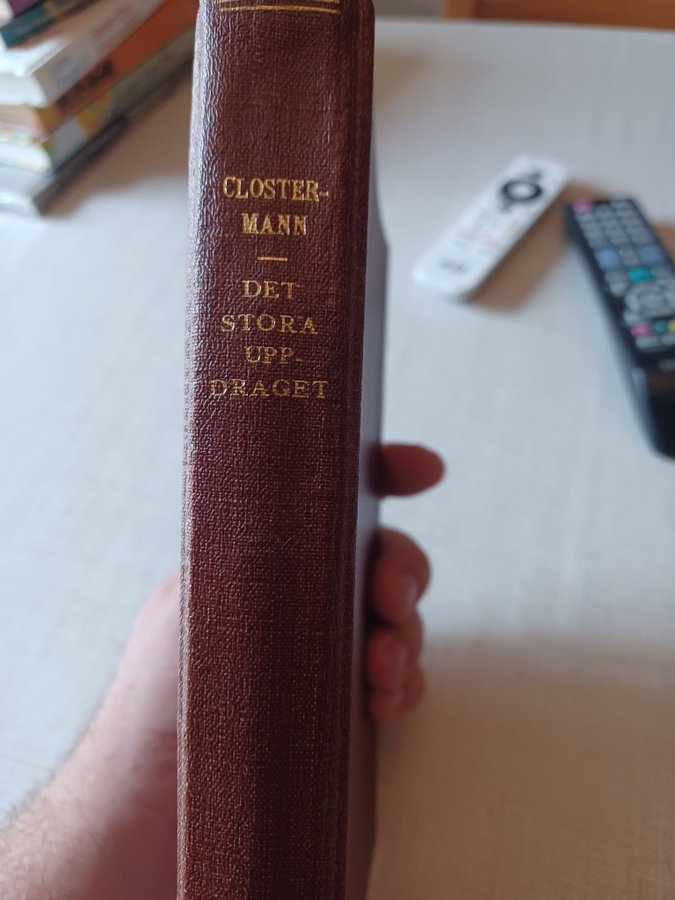 CLOSTER-
MANN
DET
STORA
UPP-
DRAGET